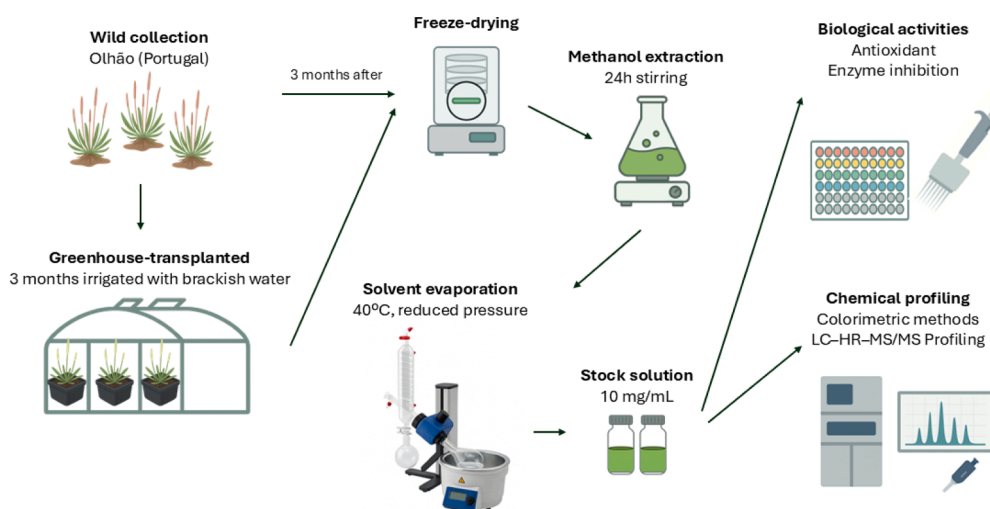 Wild collection
Olhão (Portugal)
3 months after
Freeze-drying
Methanol extraction
24h stirring
Biological activities
Antioxidant
Enzyme inhibition
Greenhouse-transplanted
3 months irrigated with brackish water
Solvent evaporation
40ºC, reduced pressure
Stock solution
10 mg/mL
Chemical profiling
Colorimetric methods
LC–HR–MS/MS Profiling